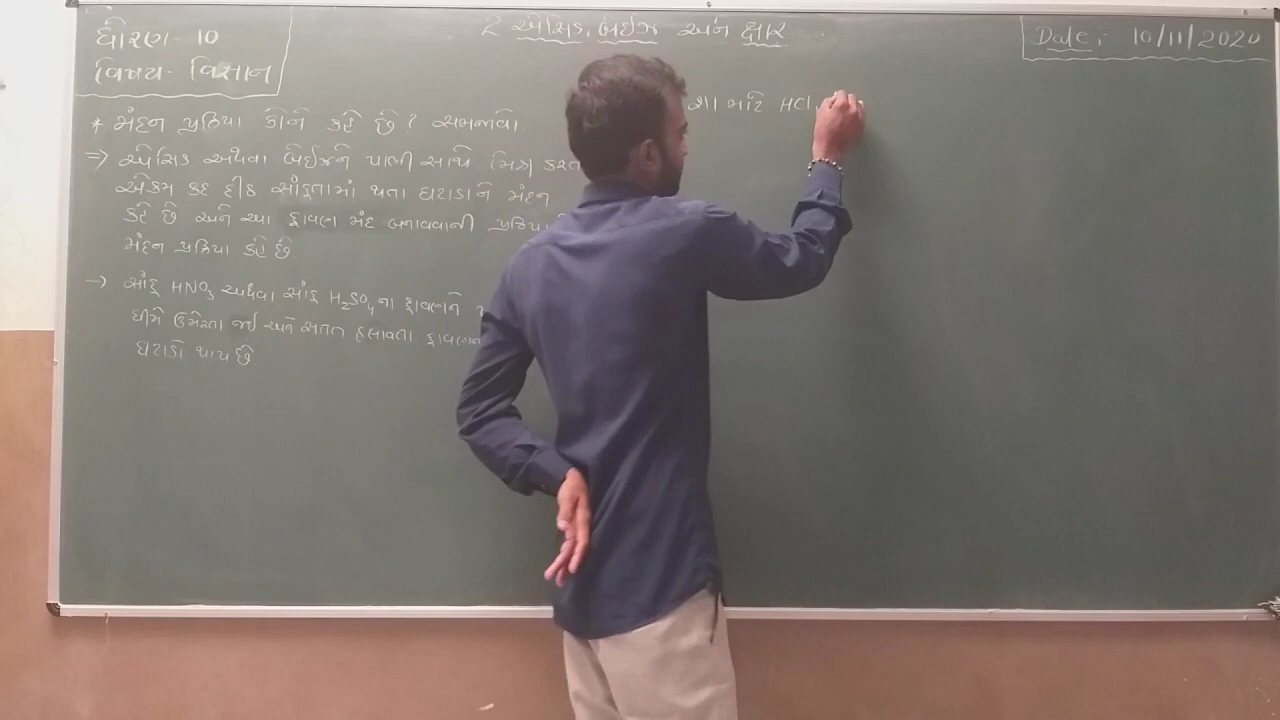 ધોરણ - 10
વિષય - વિજ્ઞાન
2 એસિડ, બેઇઝ અને ક્ષાર
Date : 10/11/2020
* મંદન પ્રક્રિયા કોને કહે છે? સમજાવો
⇒ એસિડ અથવા બેઇઝને પાણી સાથે મિશ્ર કરત
એકમ કદ દીઠ સાંદ્રતામાં થતા ઘટાડાને મંદન
કહે છે અને આ દ્રાવણ મંદ બનાવવાની પ્રક્રિયા
મંદન પ્રક્રિયા કહે છે
→ સાંદ્ર HNO₃ અથવા સાંદ્ર H₂SO₄ ના દ્રાવણને
ધીમે ઉમેરતા જઈ અને સતત હલાવતા દ્રાવણન
ઘટાડો થાય છે.
શા માટે HCl,